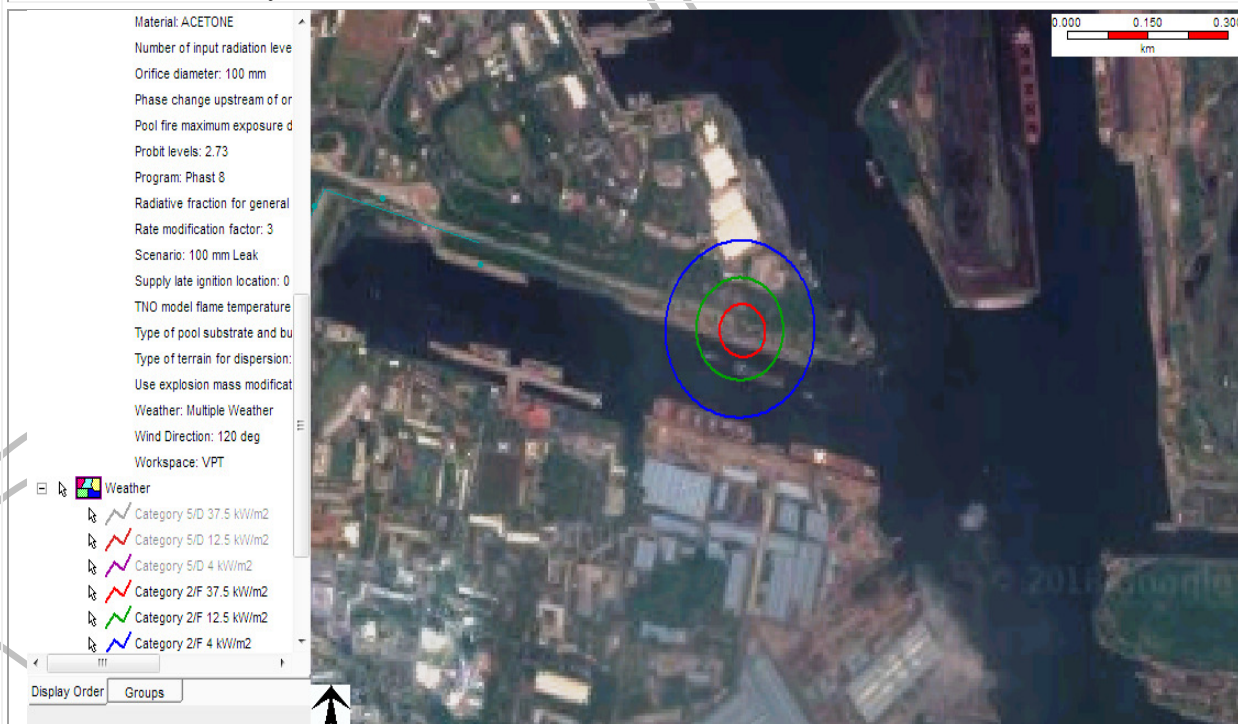 Material: ACETONE
Number of input radiation leve
Orifice diameter: 100 mm
Phase change upstream of or
Pool fire maximum exposure d
Probit levels: 2.73
Program: Phast 8
Radiative fraction for general
Rate modification factor: 3
Scenario: 100 mm Leak
Supply late ignition location: 0
TNO model flame temperature
Type of pool substrate and bu
Type of terrain for dispersion:
Use explosion mass modificat
Weather: Multiple Weather
Wind Direction: 120 deg
Workspace: VPT
Weather
Category 5/D 37.5 kW/m2
Category 5/D 12.5 kW/m2
Category 5/D 4 kW/m2
Category 2/F 37.5 kW/m2
Category 2/F 12.5 kW/m2
Category 2/F 4 kW/m2
Display Order Groups
0.000 0.150 0.300
km
Google